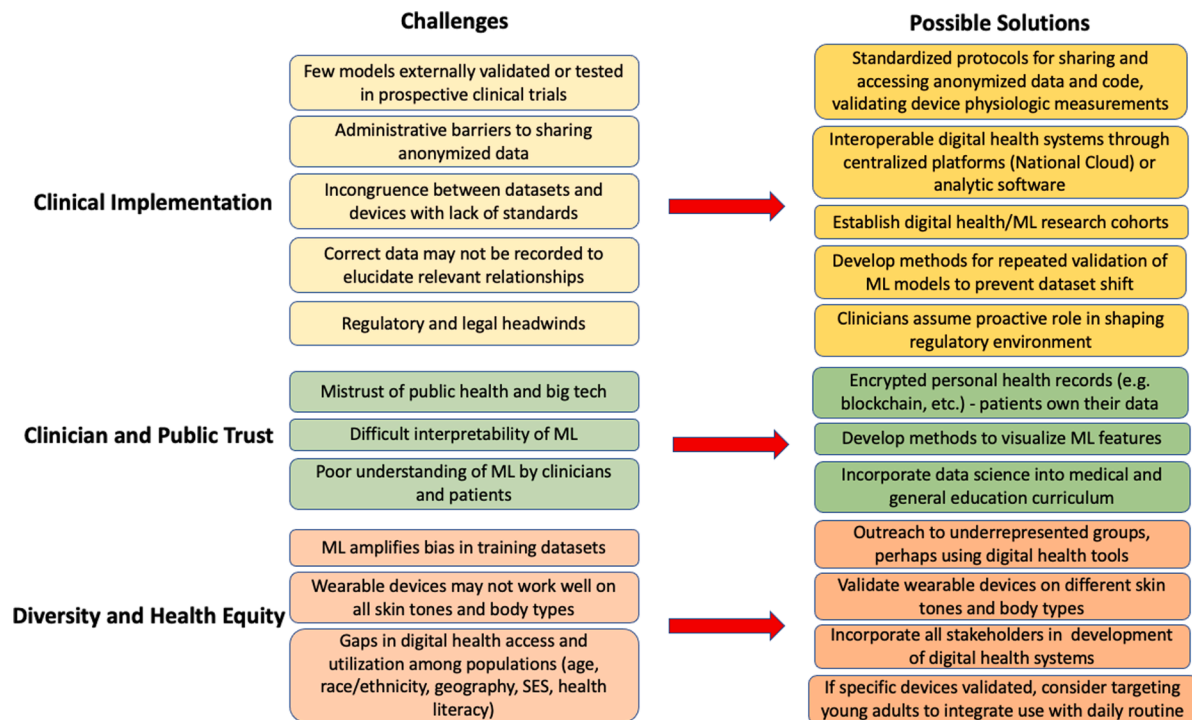 Challenges
Possible Solutions
Clinical Implementation
Few models externally validated or tested
in prospective clinical trials
Administrative barriers to sharing
anonymized data
Incongruence between datasets and
devices with lack of standards
Correct data may not be recorded to
elucidate relevant relationships
Regulatory and legal headwinds
Standardized protocols for sharing and
accessing anonymized data and code,
validating device physiologic measurements
Interoperable digital health systems through
centralized platforms (National Cloud) or
analytic software
Establish digital health/ML research cohorts
Develop methods for repeated validation of
ML models to prevent dataset shift
Clinicians assume proactive role in shaping
regulatory environment
Clinician and Public Trust
Mistrust of public health and big tech
Difficult interpretability of ML
Poor understanding of ML by clinicians
and patients
Encrypted personal health records (e.g.
blockchain, etc.) - patients own their data
Develop methods to visualize ML features
Incorporate data science into medical and
general education curriculum
Diversity and Health Equity
ML amplifies bias in training datasets
Wearable devices may not work well on
all skin tones and body types
Gaps in digital health access and
utilization among populations (age,
race/ethnicity, geography, SES, health
literacy)
Outreach to underrepresented groups,
perhaps using digital health tools
Validate wearable devices on different skin
tones and body types
Incorporate all stakeholders in development
of digital health systems
If specific devices validated, consider targeting
young adults to integrate use with daily routine